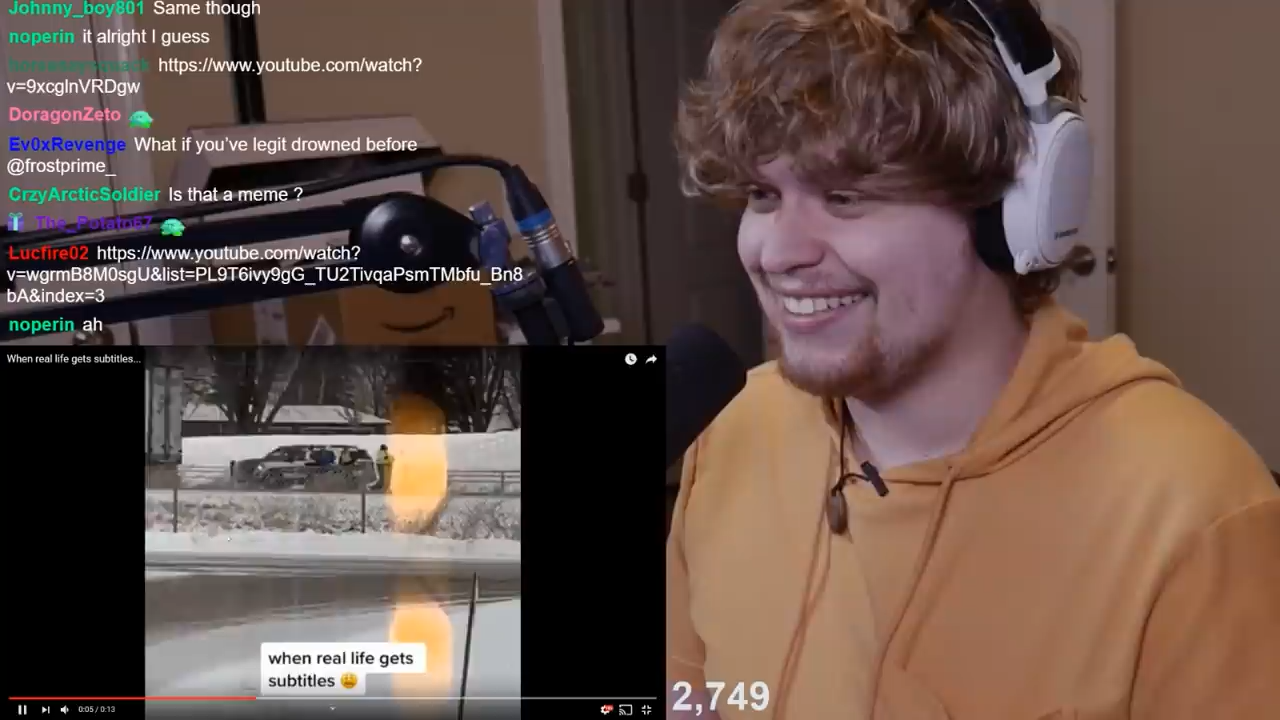 Johnny_boy801 Same though
noperin it alright I guess
https://www.youtube.com/watch?
v=9xcglnVRDgw
DoragonZeto
Ev0xRevenge What if you've legit drowned before
@frostprime_
CrzyArcticSoldier Is that a meme ?
The_Potato67
Lucfire02 https://www.youtube.com/watch?
v=wgrmB8M0sgU&list=PL9T6ivy9gG_TU2TivqaPsmTMbfu_Bn8
bA&index=3
noperin ah
When real life gets subtitles...
when real life gets
subtitles 😩
0:05 / 0:13
2,749